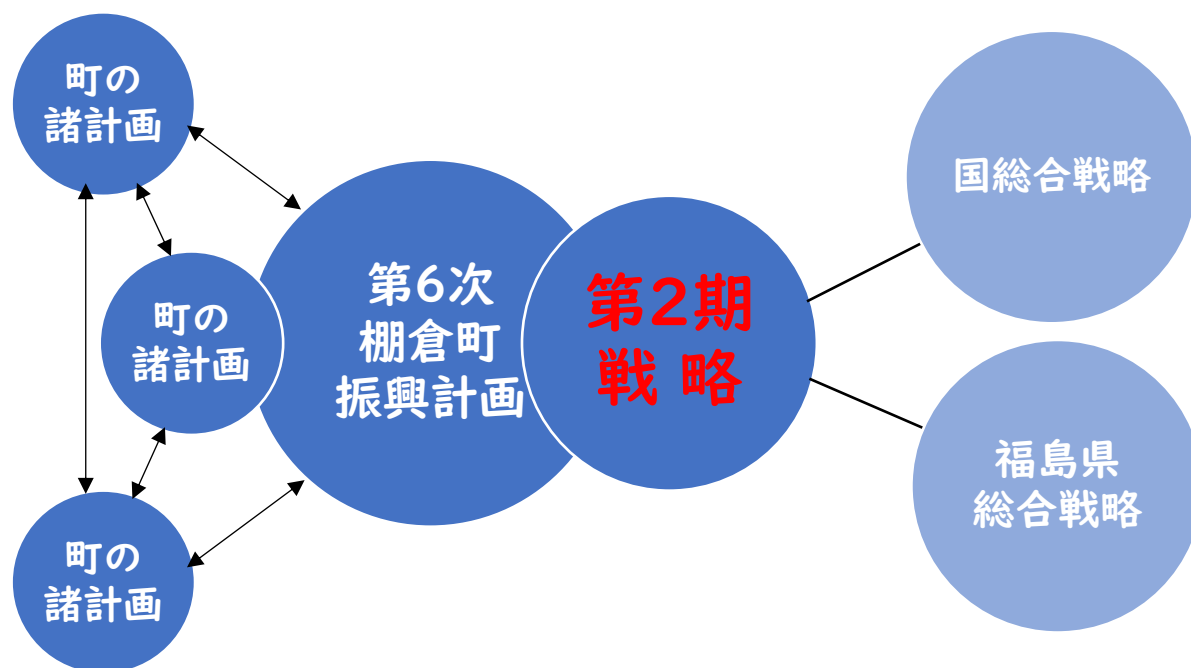 町の
諸計画
町の
諸計画
町の
諸計画
第6次
棚倉町
振興計画
第2期
戦 略
国総合戦略
福島県
総合戦略